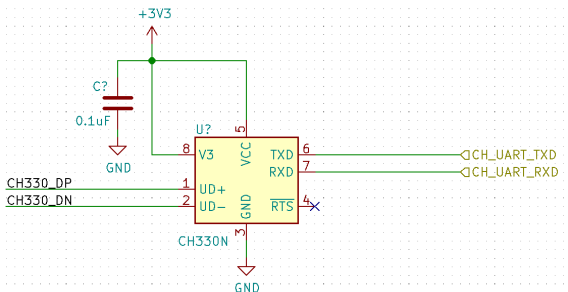 +3V3
C?
0.1uF
GND
U?
5
8 V3 VCC TXD 6 CH_UART_TXD
RXD 7 CH_UART_RXD
CH330_DP 1 UD+
CH330_DN 2 UD- GND RTS 4
3
CH330N
GND